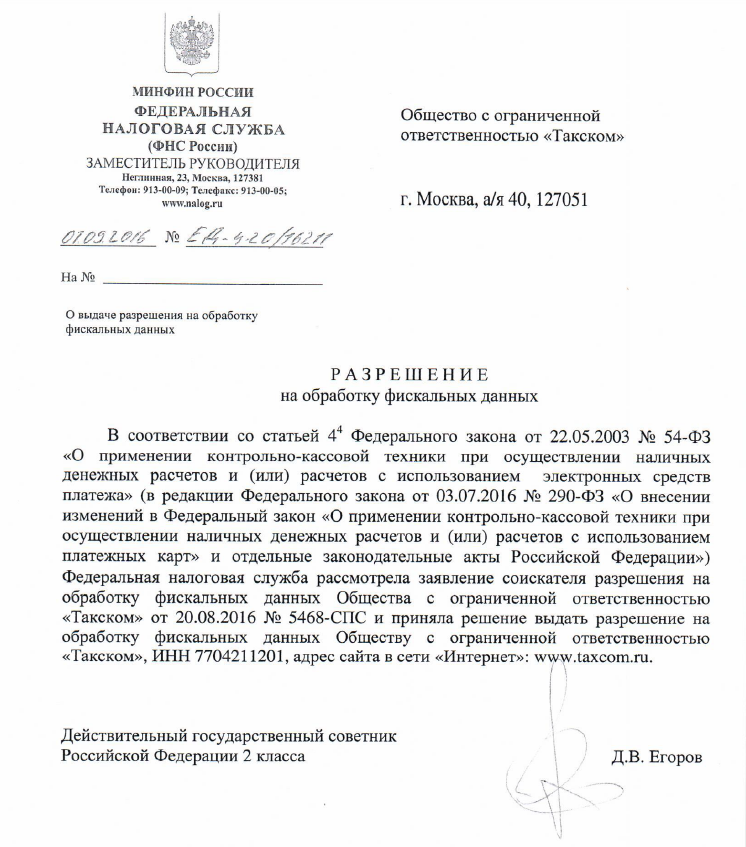 МИНФИН РОССИИ
ФЕДЕРАЛЬНАЯ
НАЛОГОВАЯ СЛУЖБА
(ФНС России)
ЗАМЕСТИТЕЛЬ РУКОВОДИТЕЛЯ
Неглинная, 23, Москва, 127381
Телефон: 913-00-09; Телефакс: 913-00-05;
www.nalog.ru
01.09.2016 № ЕД-4-20/16211
На №
О выдаче разрешения на обработку
фискальных данных
Общество с ограниченной
ответственностью «Такском»
г. Москва, а/я 40, 127051
Р А З Р Е Ш Е Н И Е
на обработку фискальных данных
В соответствии со статьей 4⁴ Федерального закона от 22.05.2003 № 54-ФЗ
«О применении контрольно-кассовой техники при осуществлении наличных
денежных расчетов и (или) расчетов с использованием электронных средств
платежа» (в редакции Федерального закона от 03.07.2016 № 290-ФЗ «О внесении
изменений в Федеральный закон «О применении контрольно-кассовой техники при
осуществлении наличных денежных расчетов и (или) расчетов с использованием
платежных карт» и отдельные законодательные акты Российской Федерации»)
Федеральная налоговая служба рассмотрела заявление соискателя разрешения на
обработку фискальных данных Общества с ограниченной ответственностью
«Такском» от 20.08.2016 № 5468-СПС и приняла решение выдать разрешение на
обработку фискальных данных Обществу с ограниченной ответственностью
«Такском», ИНН 7704211201, адрес сайта в сети «Интернет»: www.taxcom.ru.
Действительный государственный советник
Российской Федерации 2 класса
Д.В. Егоров